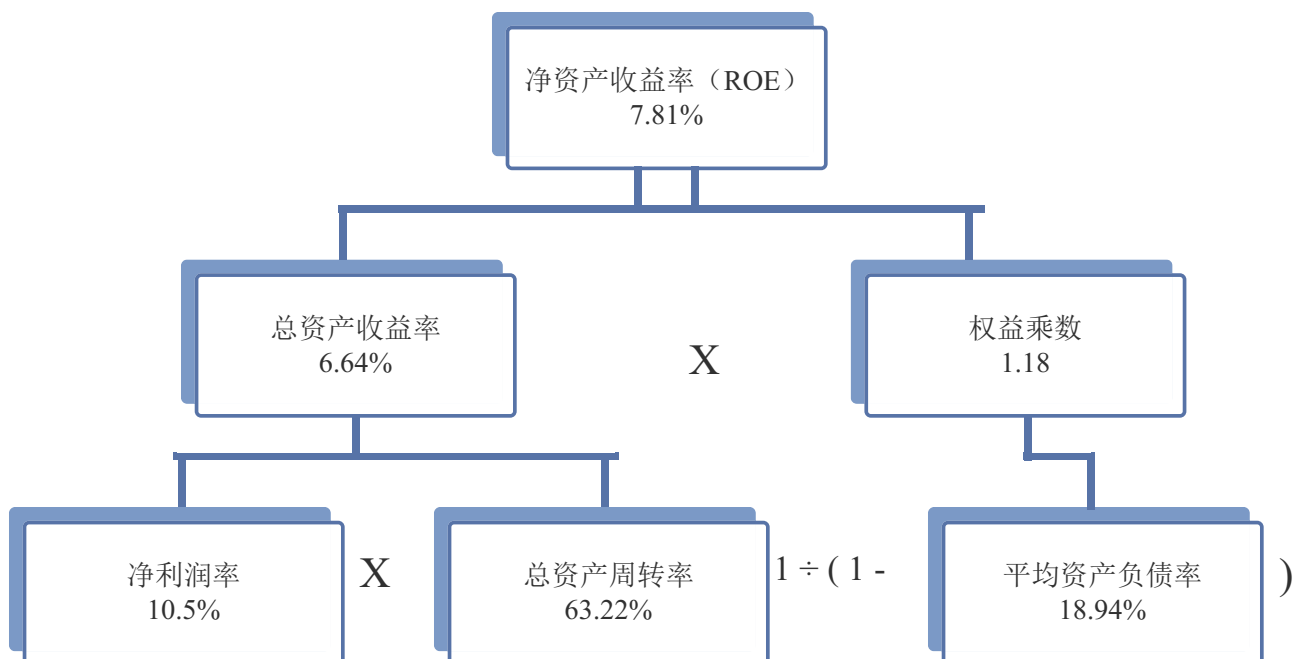 净资产收益率（ROE）
7.81%
总资产收益率
6.64%
X
权益乘数
1.18
净利润率
10.5%
X
总资产周转率
63.22%
1 ÷ ( 1 -
平均资产负债率
18.94%
)